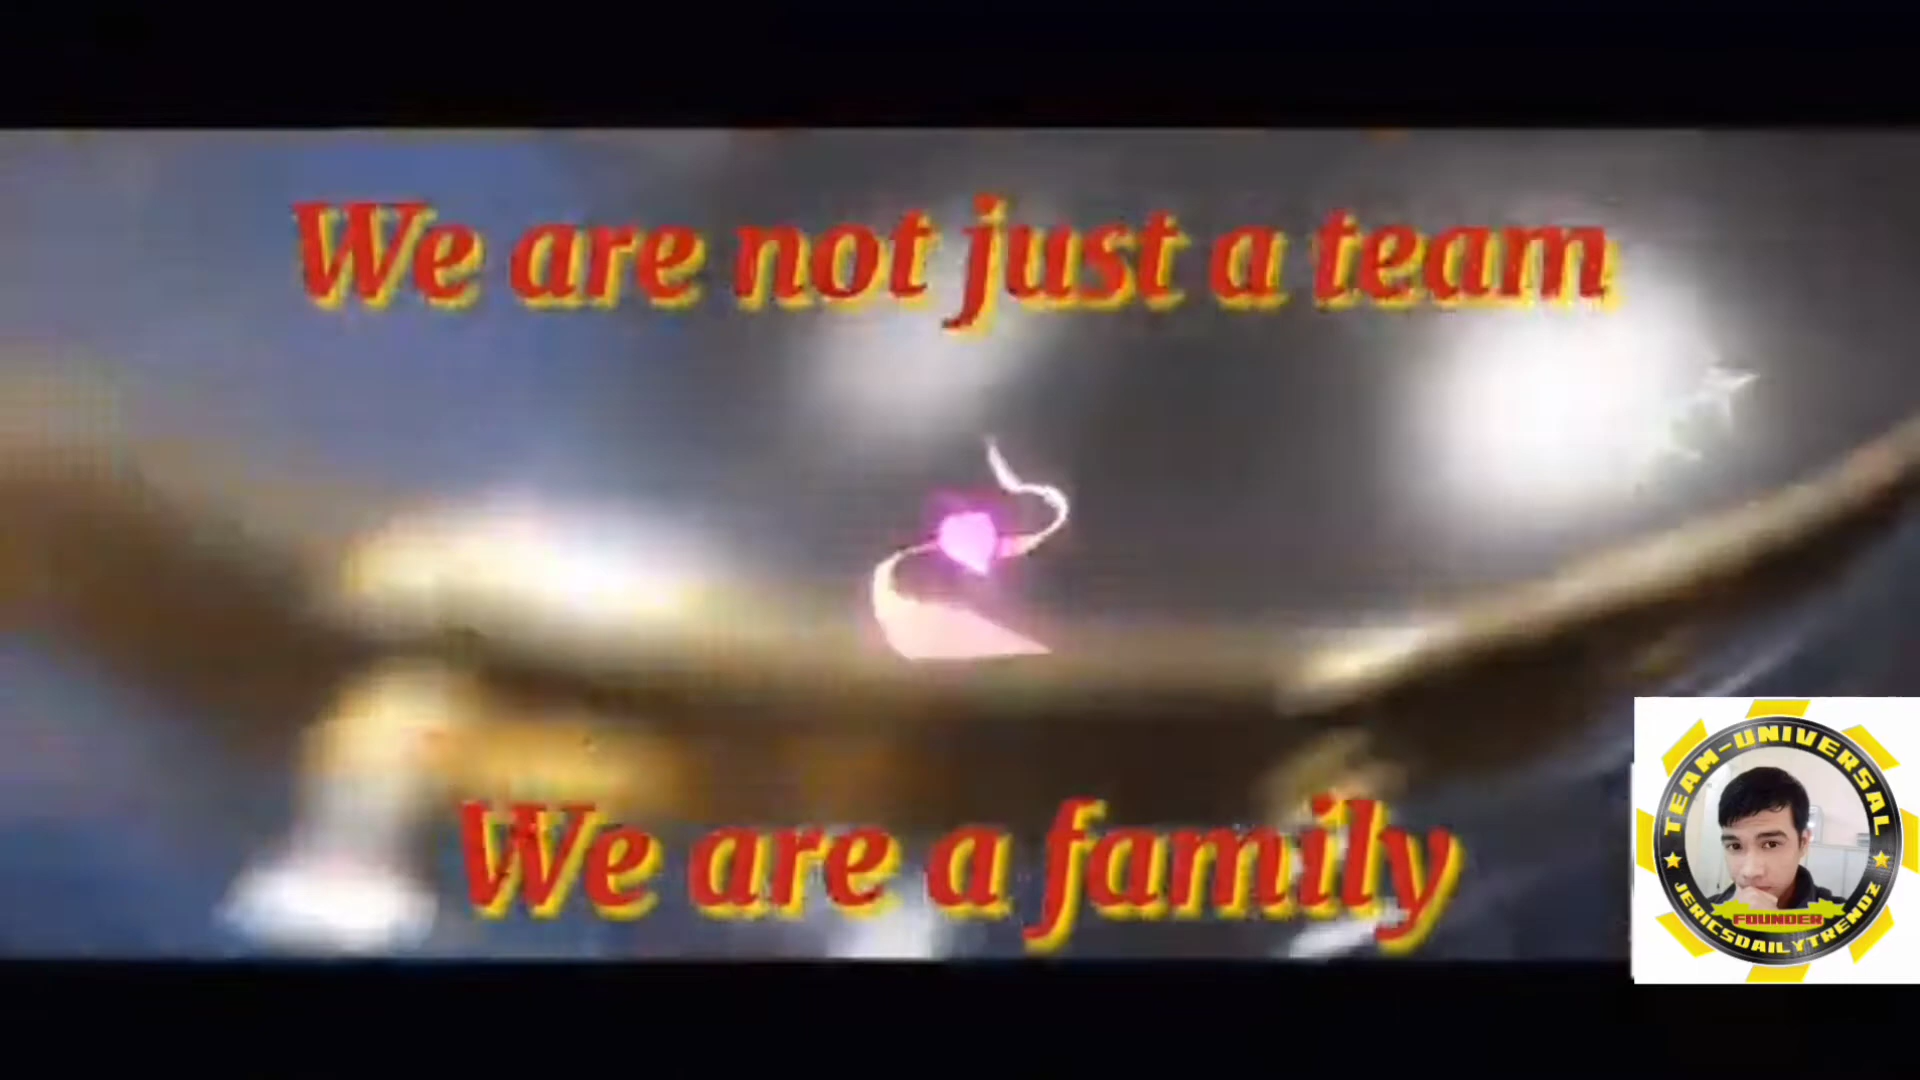 We are not just a team
We are a family
TEAM-UNIVERSAL
FOUNDER
JERICSDAILYTRENDZ